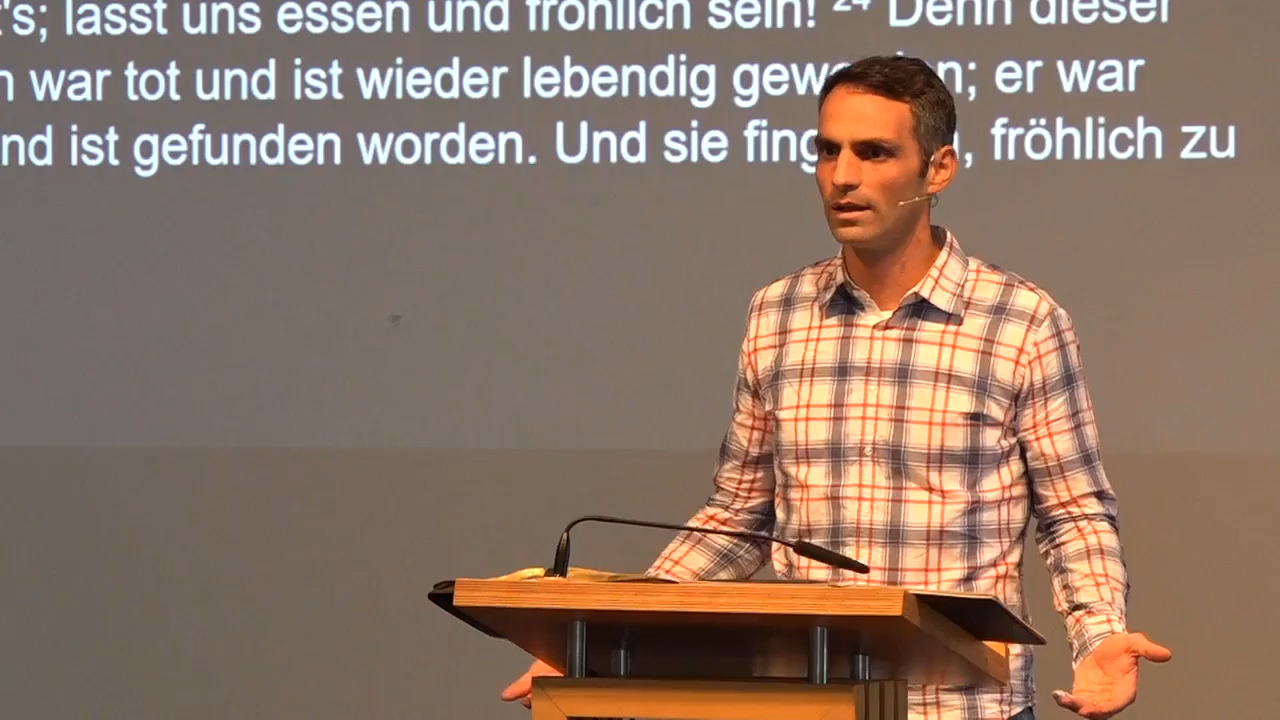 's; lasst uns essen und fröhlich sein! 24 Denn dieser
war tot und ist wieder lebendig ; er war
ist gefunden worden. Und sie , fröhlich zu